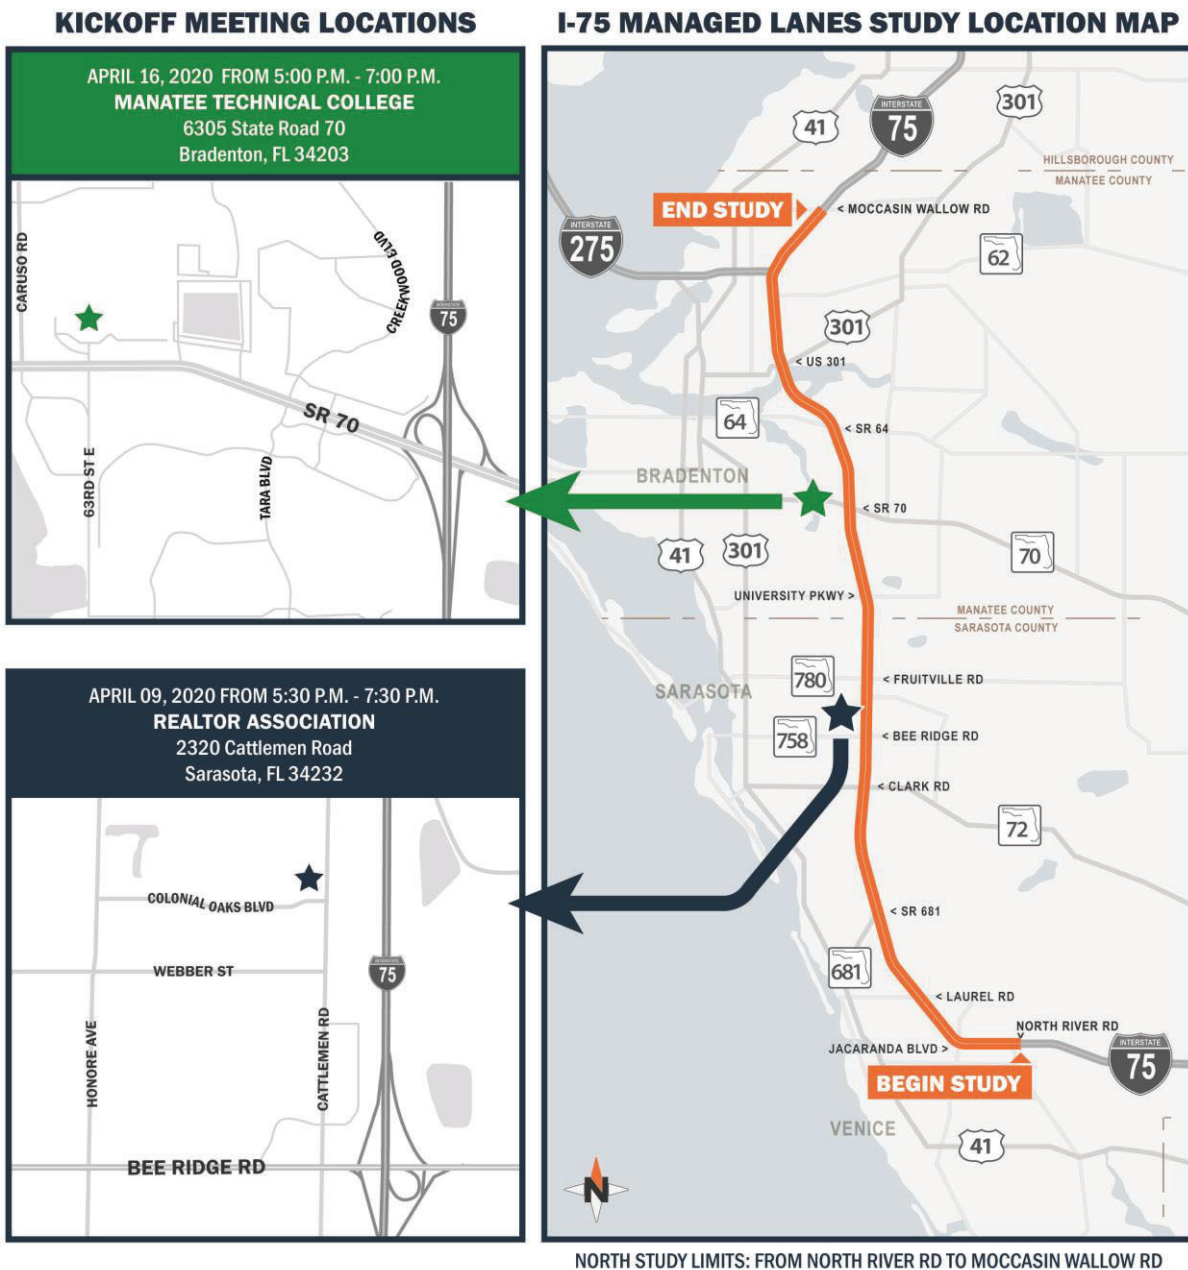 KICKOFF MEETING LOCATIONS
APRIL 16, 2020 FROM 5:00 P.M. - 7:00 P.M.
MANATEE TECHNICAL COLLEGE
6305 State Road 70
Bradenton, FL 34203
CARUSO RD
CREEKWOOD BLVD
INTERSTATE
75
SR 70
63RD ST E
TARA BLVD
APRIL 09, 2020 FROM 5:30 P.M. - 7:30 P.M.
REALTOR ASSOCIATION
2320 Cattlemen Road
Sarasota, FL 34232
COLONIAL OAKS BLVD
WEBBER ST
INTERSTATE
75
HONORE AVE
CATTLEMEN RD
BEE RIDGE RD
I-75 MANAGED LANES STUDY LOCATION MAP
41
INTERSTATE
75
301
HILLSBOROUGH COUNTY
MANATEE COUNTY
END STUDY
< MOCCASIN WALLOW RD
INTERSTATE
275
62
301
< US 301
64
< SR 64
BRADENTON
< SR 70
41
301
70
UNIVERSITY PKWY >
MANATEE COUNTY
SARASOTA COUNTY
780
< FRUITVILLE RD
SARASOTA
758
< BEE RIDGE RD
< CLARK RD
72
< SR 681
681
< LAUREL RD
NORTH RIVER RD
v
JACARANDA BLVD >
INTERSTATE
75
BEGIN STUDY
VENICE
41
N
NORTH STUDY LIMITS: FROM NORTH RIVER RD TO MOCCASIN WALLOW RD